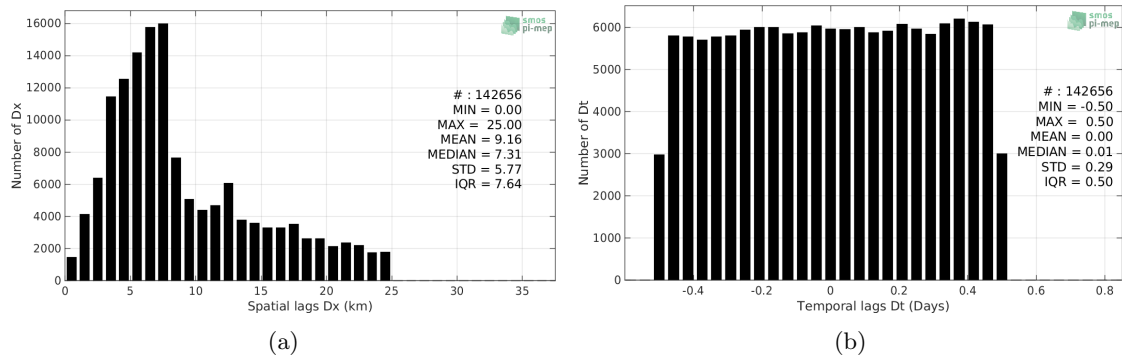 16000
14000
12000
10000
8000
6000
4000
2000
0
Number of Dx
0 5 10 15 20 25 30 35
Spatial lags Dx (km)
smos
pi-mep
# : 142656
MIN = 0.00
MAX = 25.00
MEAN = 9.16
MEDIAN = 7.31
STD = 5.77
IQR = 7.64
(a)
6000
5000
4000
3000
2000
1000
0
Number of Dt
-0.4 -0.2 0 0.2 0.4 0.6 0.8
Temporal lags Dt (Days)
smos
pi-mep
# : 142656
MIN = -0.50
MAX = 0.50
MEAN = 0.00
MEDIAN = 0.01
STD = 0.29
IQR = 0.50
(b)